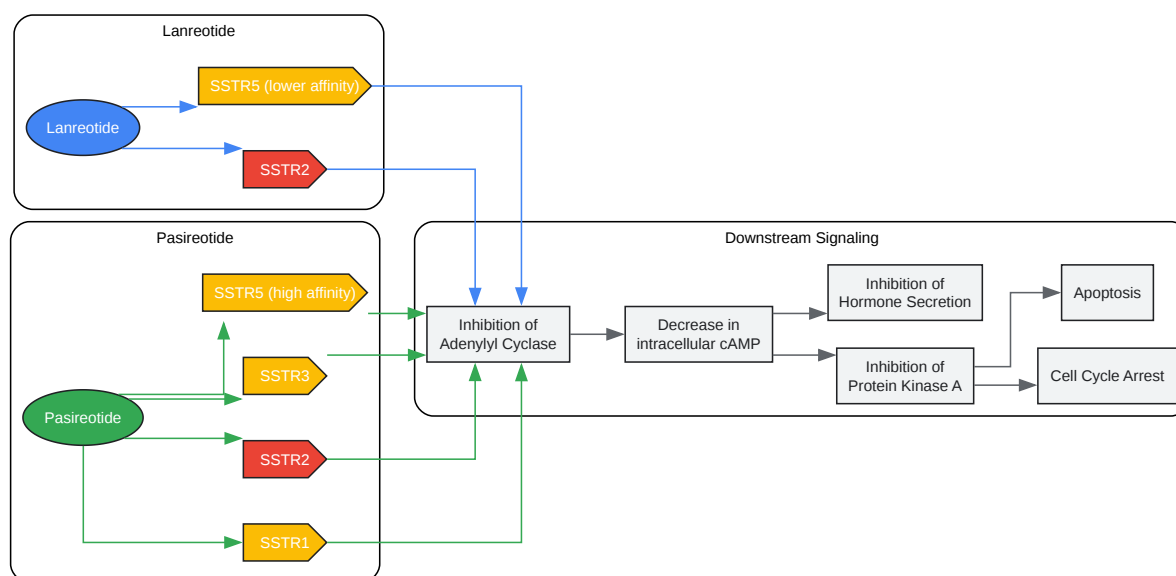 Lanreotide
SSTR5 (lower affinity)
Lanreotide
SSTR2
Pasireotide
SSTR5 (high affinity)
SSTR3
Pasireotide
SSTR2
SSTR1
Downstream Signaling
Inhibition of
Adenylyl Cyclase
Decrease in
intracellular cAMP
Inhibition of
Hormone Secretion
Inhibition of
Protein Kinase A
Apoptosis
Cell Cycle Arrest